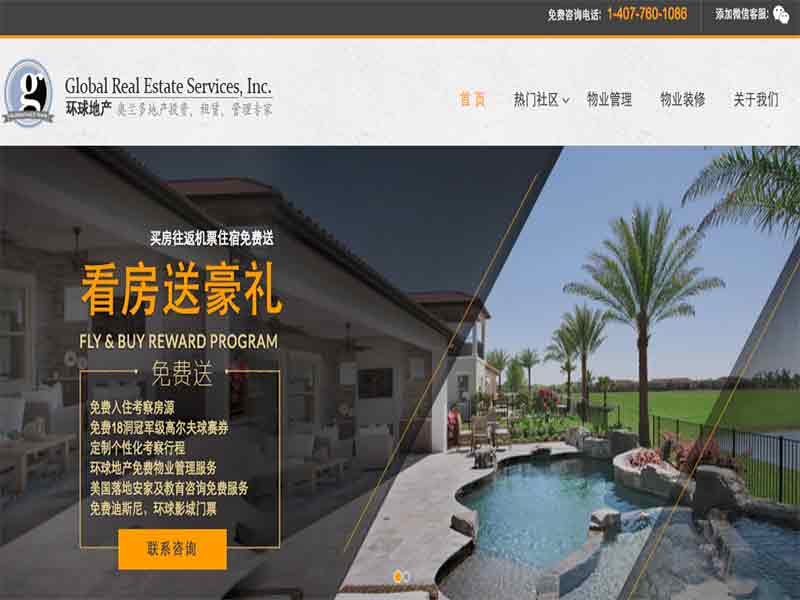 免费咨询电话: 1-407-760-1086 添加微信客服:
g
Global Real Estate Services, Inc.
环球地产 奥兰多地产投资、租赁、管理专家
首 页 热门社区 物业管理 物业装修 关于我们
买房往返机票住宿免费送
看房送豪礼
FLY & BUY REWARD PROGRAM
免费送
免费入住考察房源
免费18洞冠军级高尔夫球赛券
定制个性化考察行程
环球地产免费物业管理服务
美国落地安家及教育咨询免费服务
免费迪斯尼、环球影城门票
联系咨询